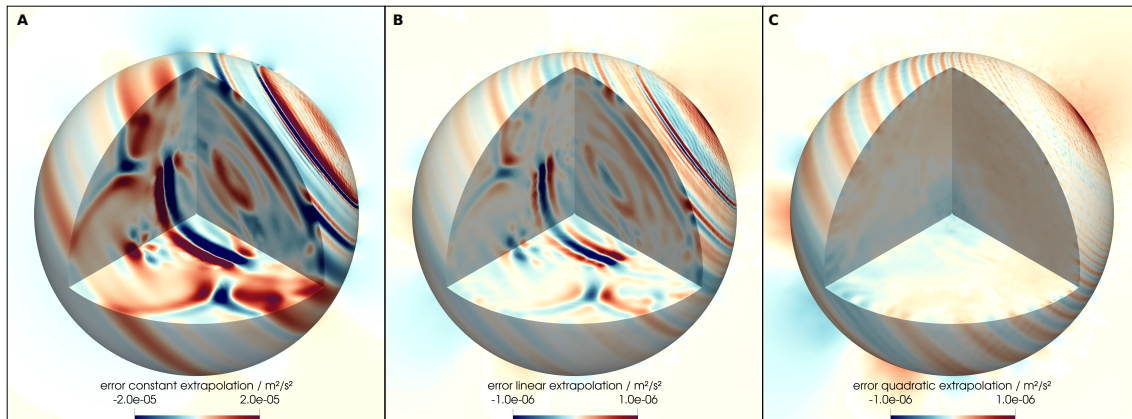 A
B
C
error constant extrapolation / m²/s²
-2.0e-05 2.0e-05
error linear extrapolation / m²/s²
-1.0e-06 1.0e-06
error quadratic extrapolation / m²/s²
-1.0e-06 1.0e-06